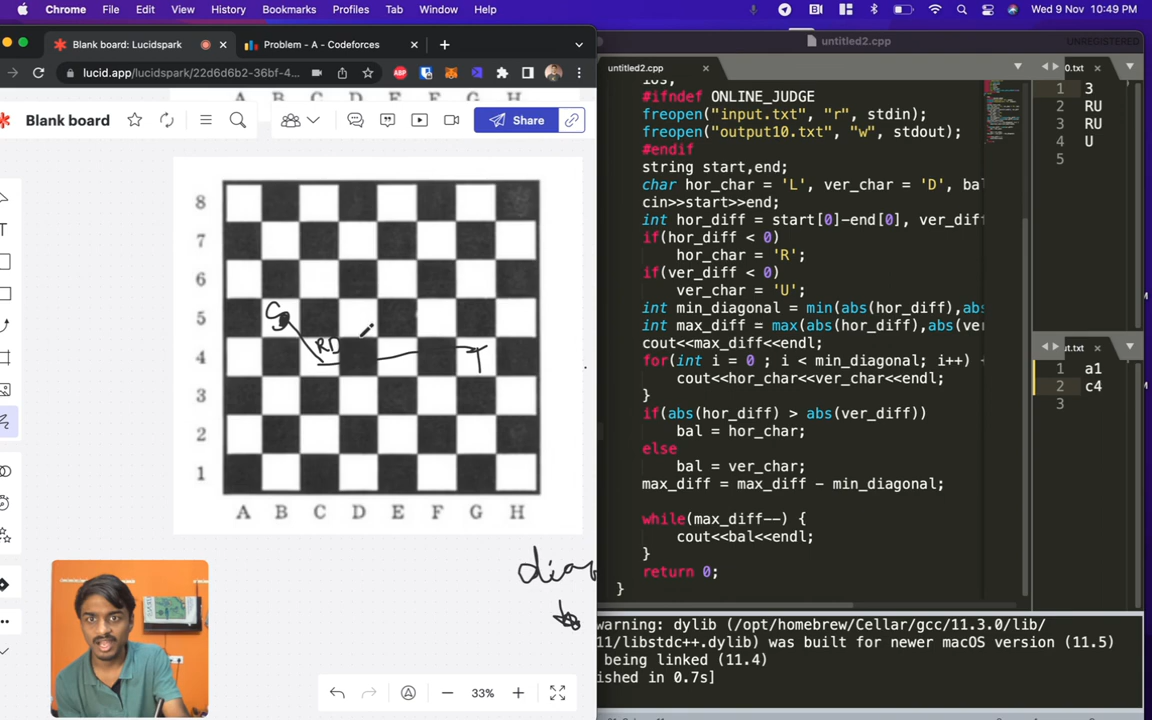 Chrome File Edit View History Bookmarks Profiles Tab Window Help Wed 9 Nov 10:49 PM
Blank board: Lucidspark
Problem - A - Codeforces
untitled2.cpp
UNREGISTERED
lucid.app/lucidspark/22d6d6b2-36bf-4...
ABP
untitled2.cpp
A B C D E F G H
Blank board
Share
8
7
6
5
4
3
2
1
A B C D E F G H
S
RD
T
33%
ios;
#ifndef ONLINE_JUDGE
freopen("input.txt", "r", stdin);
freopen("output10.txt", "w", stdout);
#endif
string start,end;
char hor_char = 'L', ver_char = 'D', bal
cin>>start>>end;
int hor_diff = start[0]-end[0], ver_diff
if(hor_diff < 0)
hor_char = 'R';
if(ver_diff < 0)
ver_char = 'U';
int min_diagonal = min(abs(hor_diff),abs
int max_diff = max(abs(hor_diff),abs(ver
cout<<max_diff<<endl;
for(int i = 0 ; i < min_diagonal; i++) {
cout<<hor_char<<ver_char<<endl;
}
if(abs(hor_diff) > abs(ver_diff))
bal = hor_char;
else
bal = ver_char;
max_diff = max_diff - min_diagonal;
while(max_diff--) {
cout<<bal<<endl;
}
return 0;
}
0.txt
1 3
2 RU
3 RU
4 U
5
ut.txt
1 a1
2 c4
3
warning: dylib (/opt/homebrew/Cellar/gcc/11.3.0/lib/
11/libstdc++.dylib) was built for newer macOS version (11.5)
being linked (11.4)
ished in 0.7s]